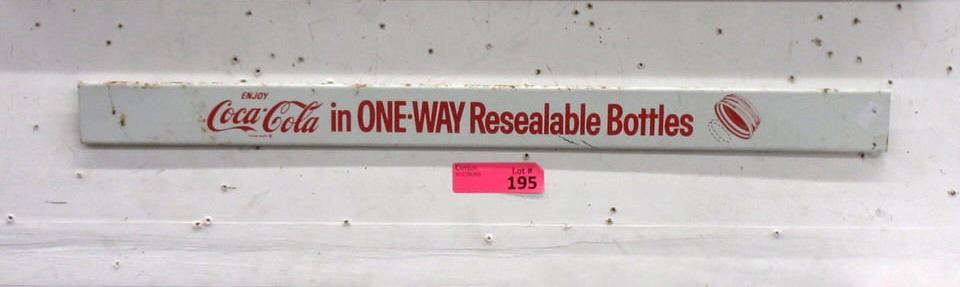 ENJOY
Coca-Cola in ONE-WAY Resealable Bottles
Lot #
195